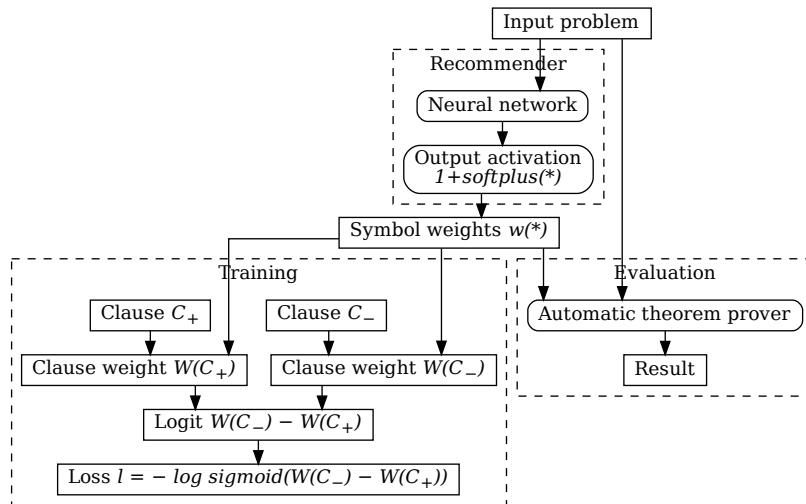 Input problem
Recommender
Neural network
Output activation
1+softplus(*)
Symbol weights w(*)
Training
Evaluation
Clause C₊
Clause C₋
Automatic theorem prover
Clause weight W(C₊)
Clause weight W(C₋)
Result
Logit W(C₋) − W(C₊)
Loss l = − log sigmoid(W(C₋) − W(C₊))